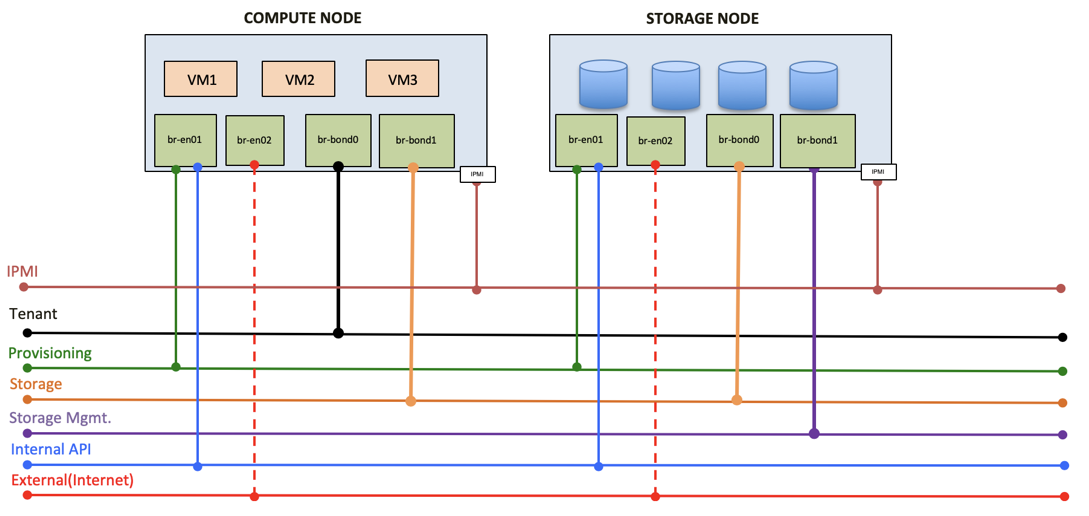 COMPUTE NODE
STORAGE NODE
VM1
VM2
VM3
br-en01
br-en02
br-bond0
br-bond1
IPMI
br-en01
br-en02
br-bond0
br-bond1
IPMI
IPMI
Tenant
Provisioning
Storage
Storage Mgmt.
Internal API
External(Internet)